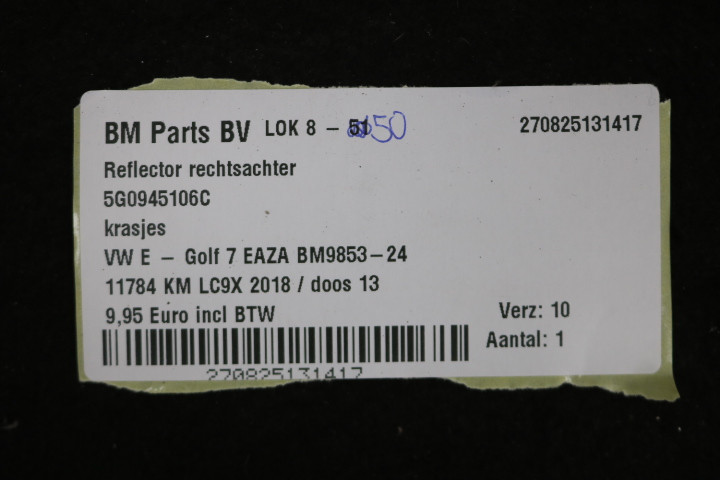 BM Parts BV LOK 8 - 51 50 270825131417
Reflector rechtsachter
5G0945106C
krasjes
VW E - Golf 7 EAZA BM9853-24
11784 KM LC9X 2018 / doos 13
9,95 Euro incl BTW Verz: 10
Aantal: 1
270825131417